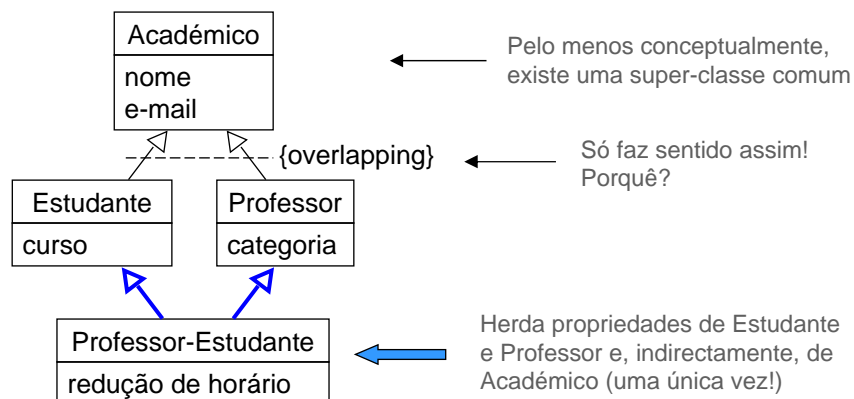 Académico
nome
e-mail
Pelo menos conceptualmente,
existe uma super-classe comum
{overlapping}
Só faz sentido assim!
Porquê?
Estudante
curso
Professor
categoria
Professor-Estudante
redução de horário
Herda propriedades de Estudante
e Professor e, indirectamente, de
Académico (uma única vez!)